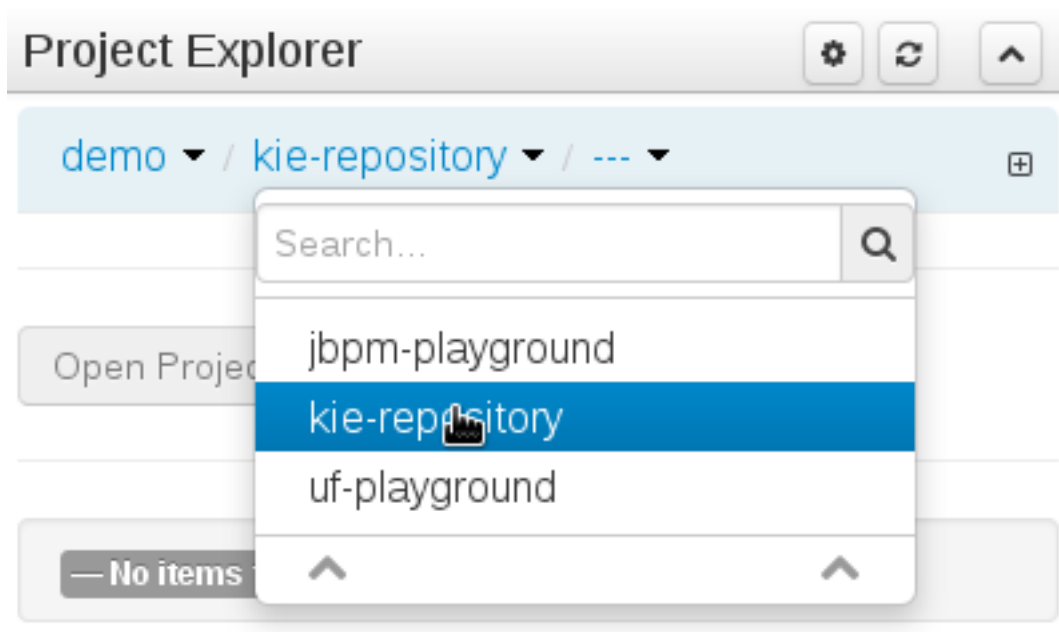 Project Explorer
demo / kie-repository / ---
Search...
jbpm-playground
Open Projec
kie-repository
uf-playground
— No items